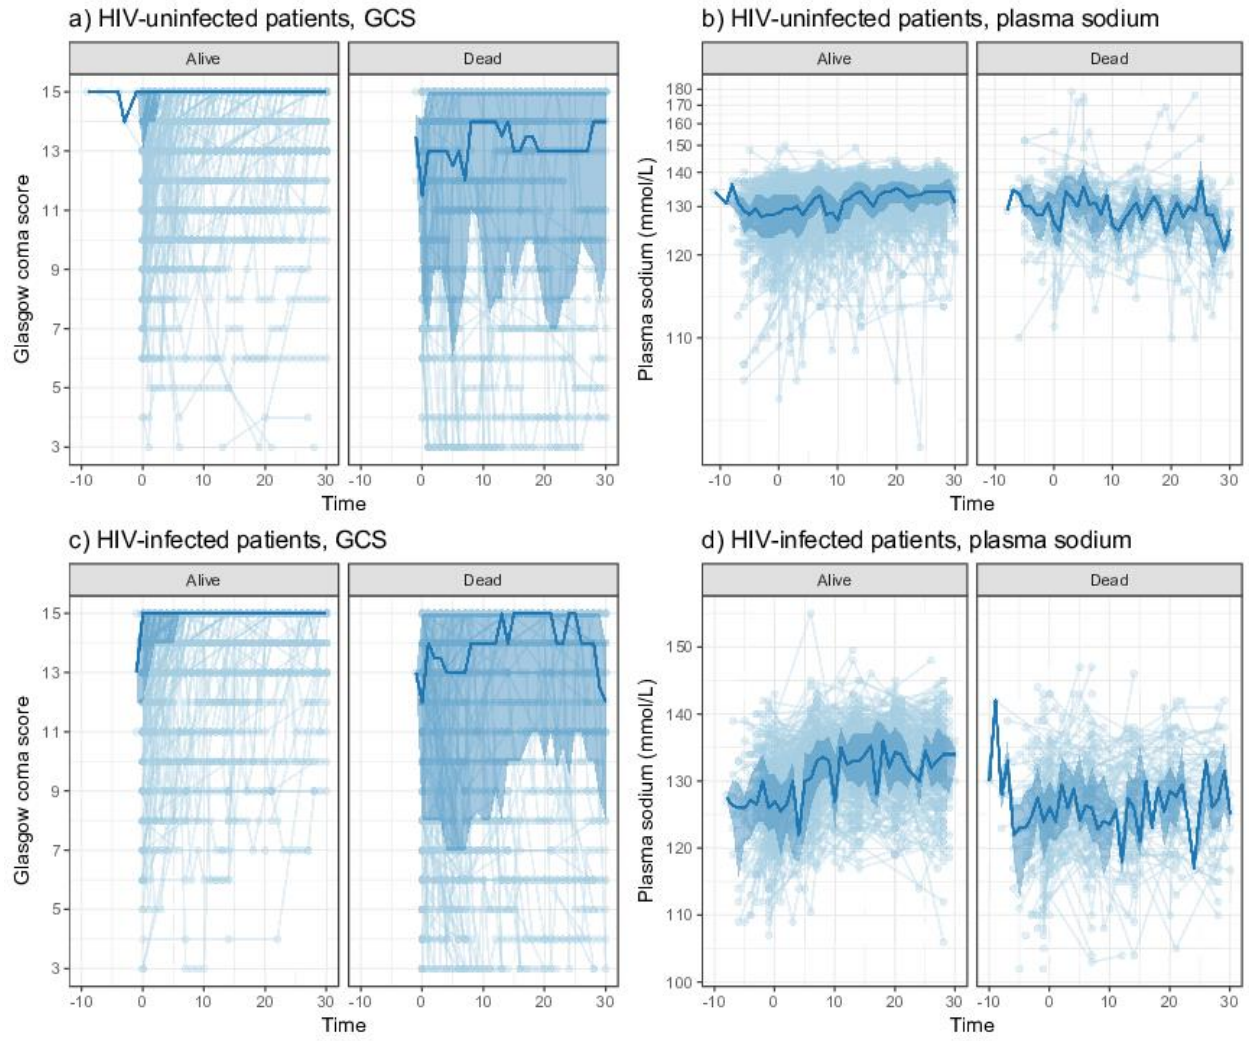 a) HIV-uninfected patients, GCS
Alive
Dead
Glasgow coma score
15
13
11
9
7
5
3
-10 0 10 20 30
-10 0 10 20 30
Time
b) HIV-uninfected patients, plasma sodium
Alive
Dead
Plasma sodium (mmol/L)
180
170
160
150
140
130
120
110
-10 0 10 20 30
-10 0 10 20 30
Time
c) HIV-infected patients, GCS
Alive
Dead
Glasgow coma score
15
13
11
9
7
5
3
-10 0 10 20 30
-10 0 10 20 30
Time
d) HIV-infected patients, plasma sodium
Alive
Dead
Plasma sodium (mmol/L)
150
140
130
120
110
100
-10 0 10 20 30
-10 0 10 20 30
Time